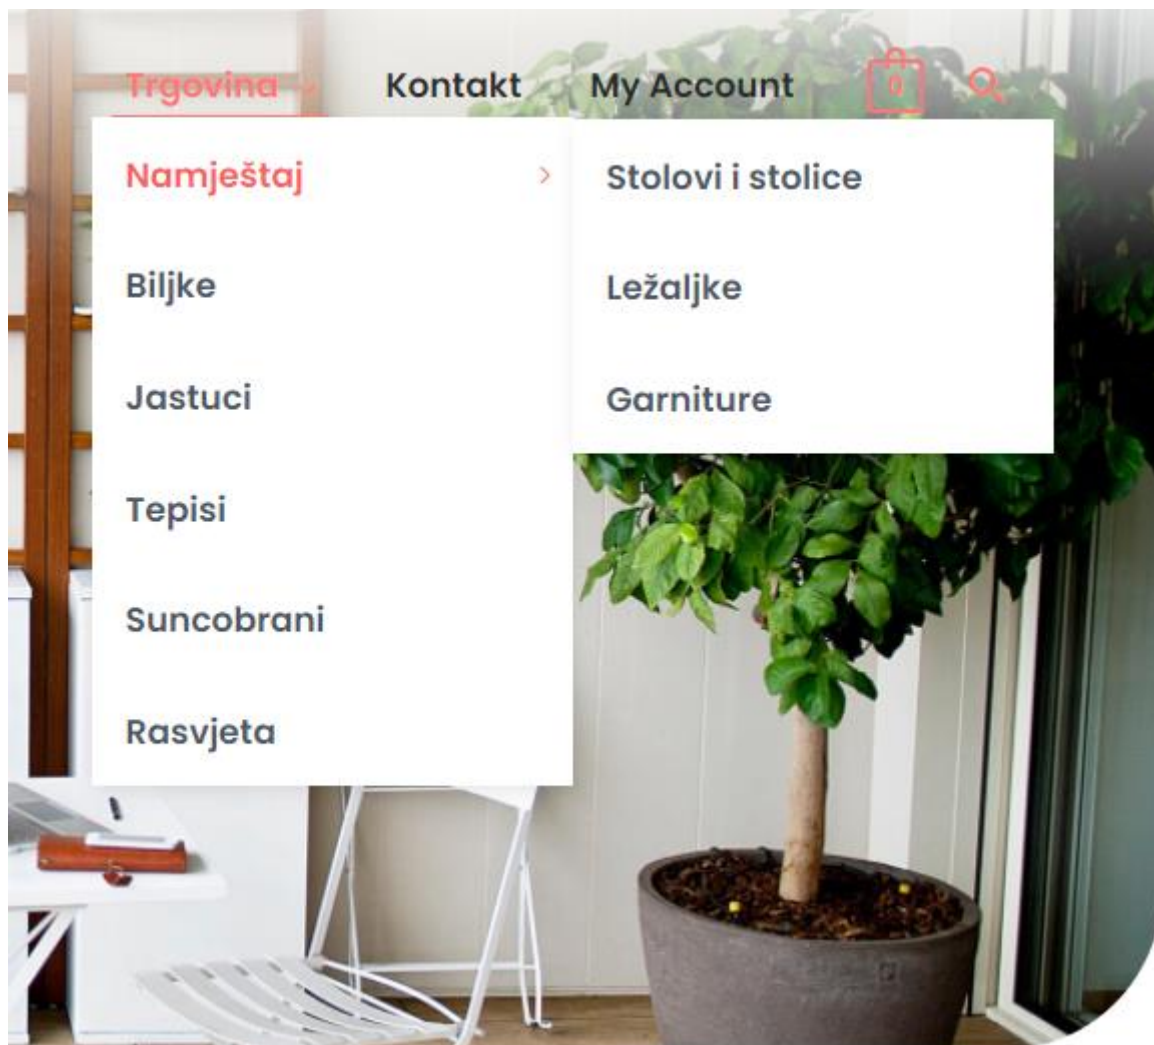 Trgovina
Kontakt
My Account
0
Namještaj
Biljke
Jastuci
Tepisi
Suncobrani
Rasvjeta
Stolovi i stolice
Ležaljke
Garniture